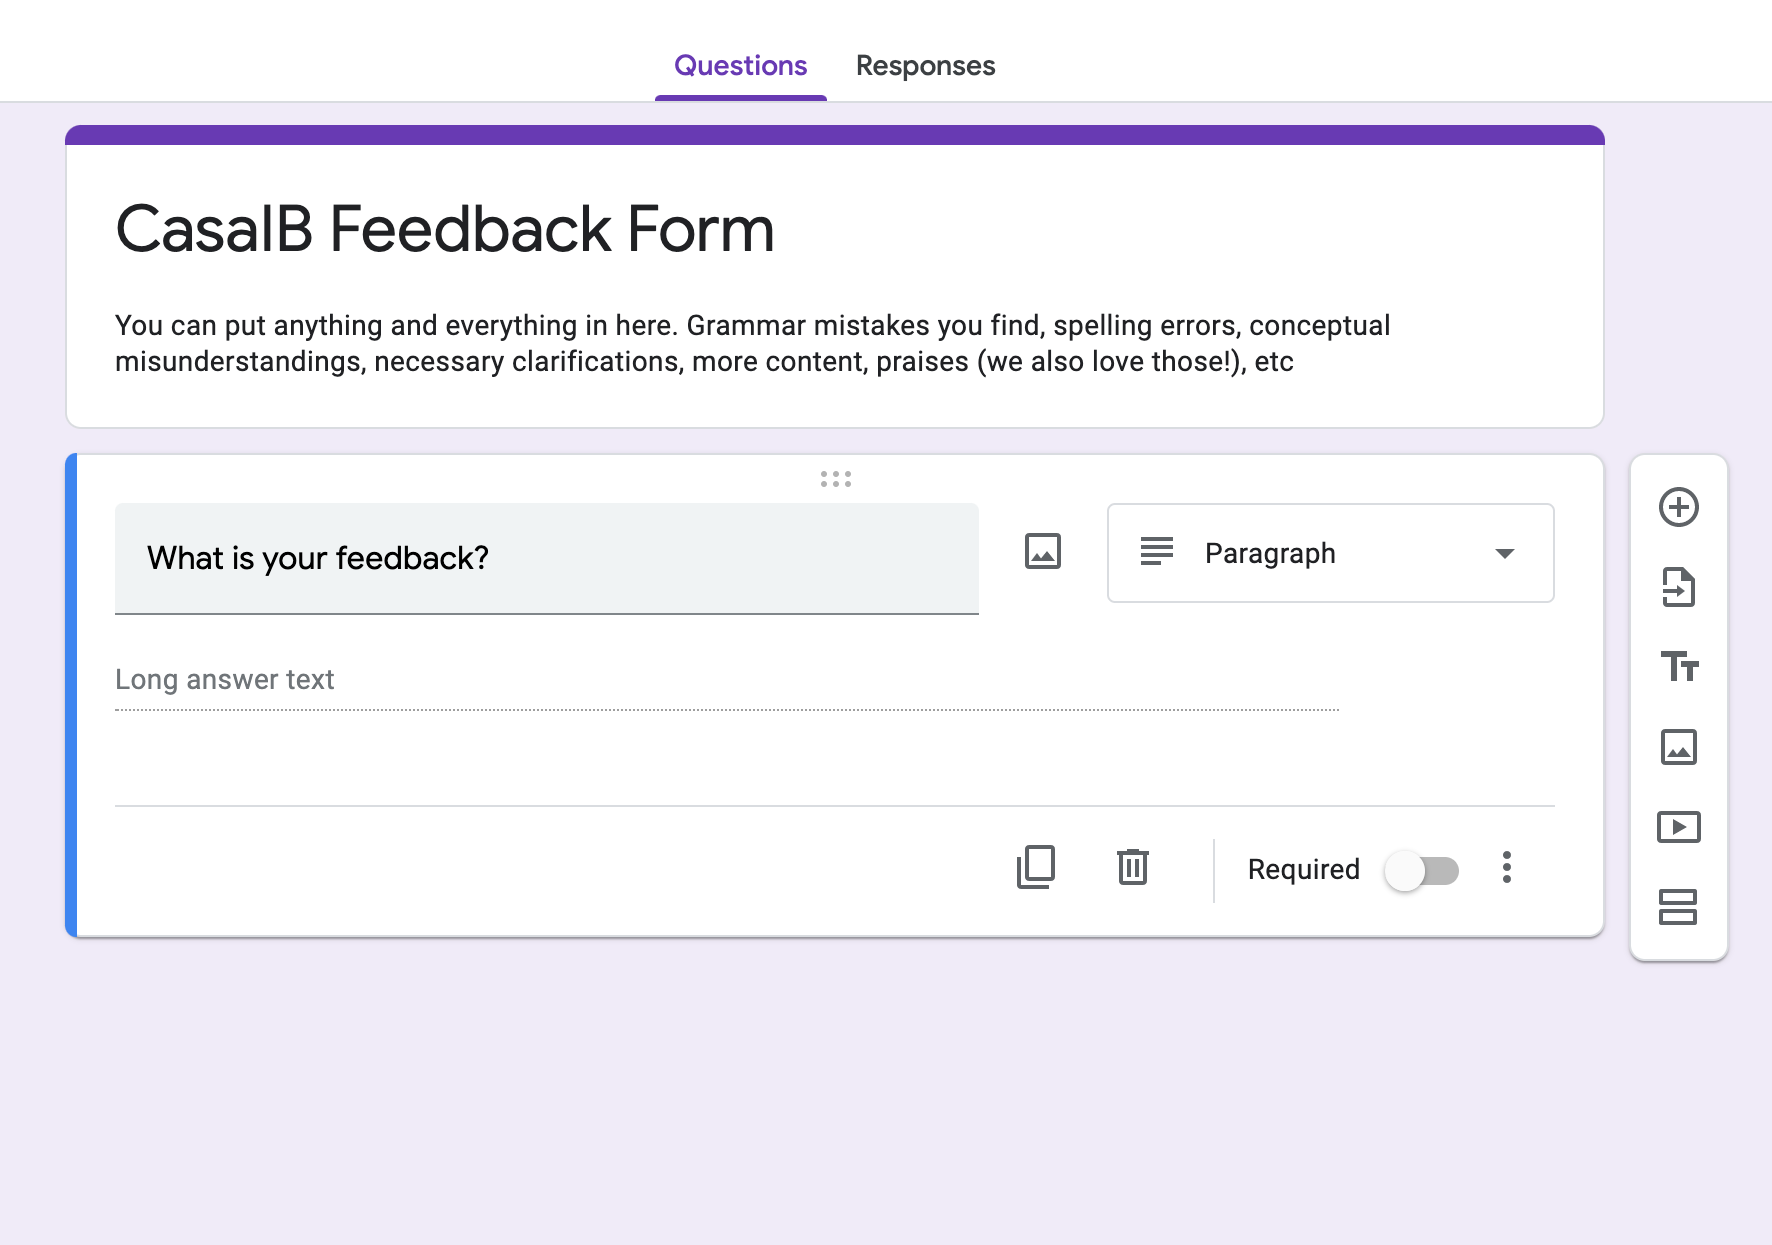 Questions
Responses
CasaIB Feedback Form
You can put anything and everything in here. Grammar mistakes you find, spelling errors, conceptual
misunderstandings, necessary clarifications, more content, praises (we also love those!), etc
What is your feedback?
Paragraph
Long answer text
Required
Tт